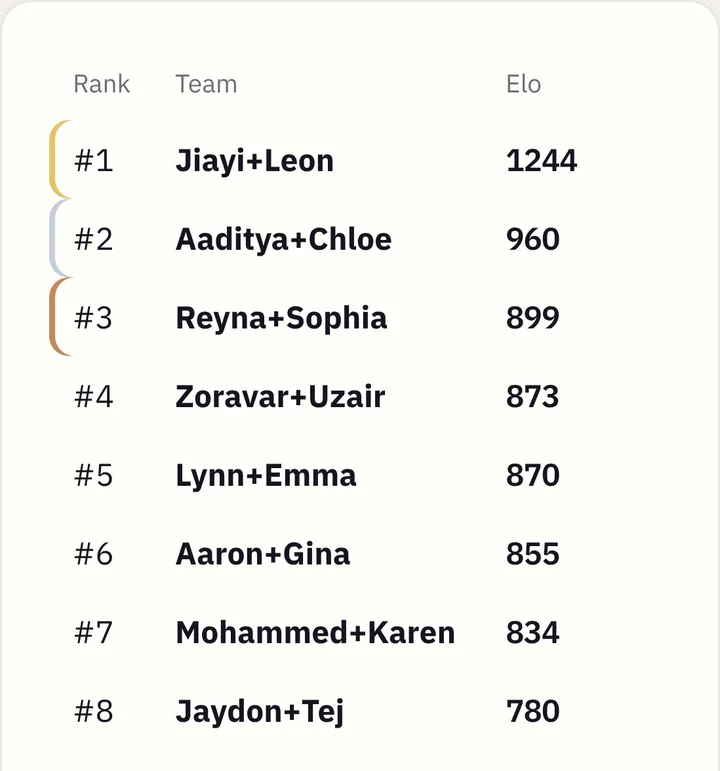 Rank Team Elo
#1 Jiayi+Leon 1244
#2 Aaditya+Chloe 960
#3 Reyna+Sophia 899
#4 Zoravar+Uzair 873
#5 Lynn+Emma 870
#6 Aaron+Gina 855
#7 Mohammed+Karen 834
#8 Jaydon+Tej 780